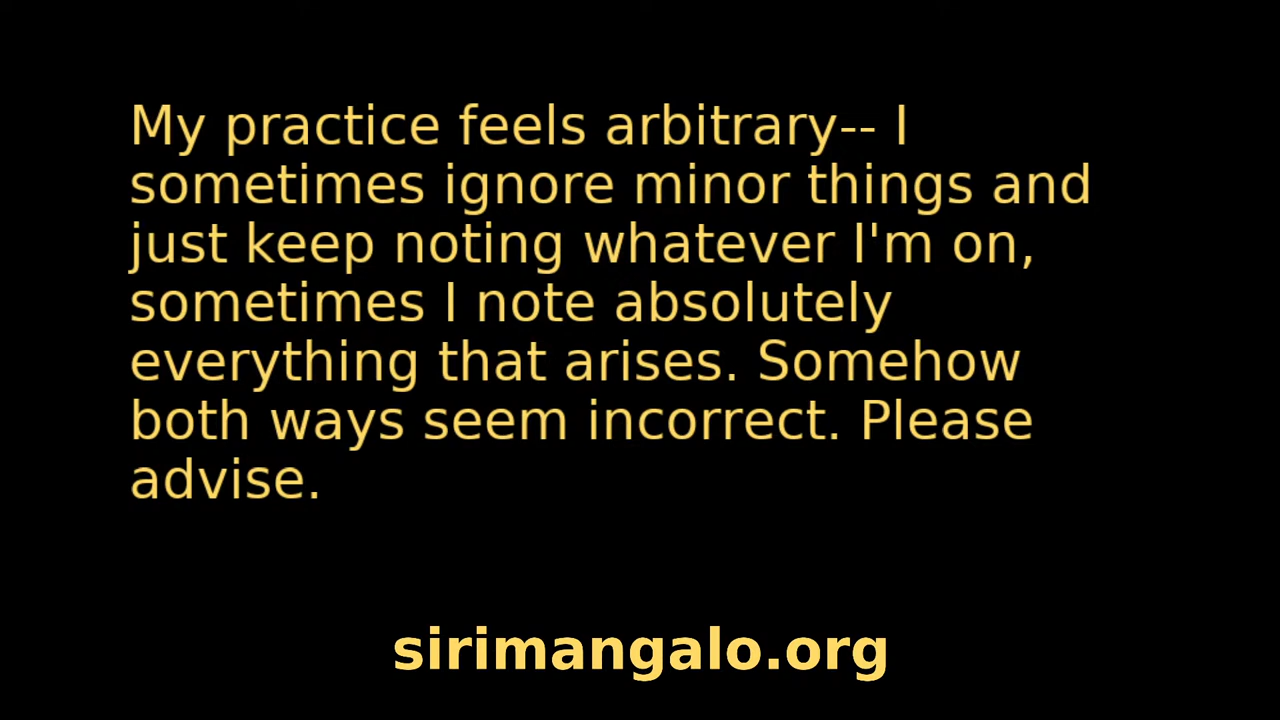 My practice feels arbitrary-- I
sometimes ignore minor things and
just keep noting whatever I'm on,
sometimes I note absolutely
everything that arises. Somehow
both ways seem incorrect. Please
advise.
sirimangalo.org